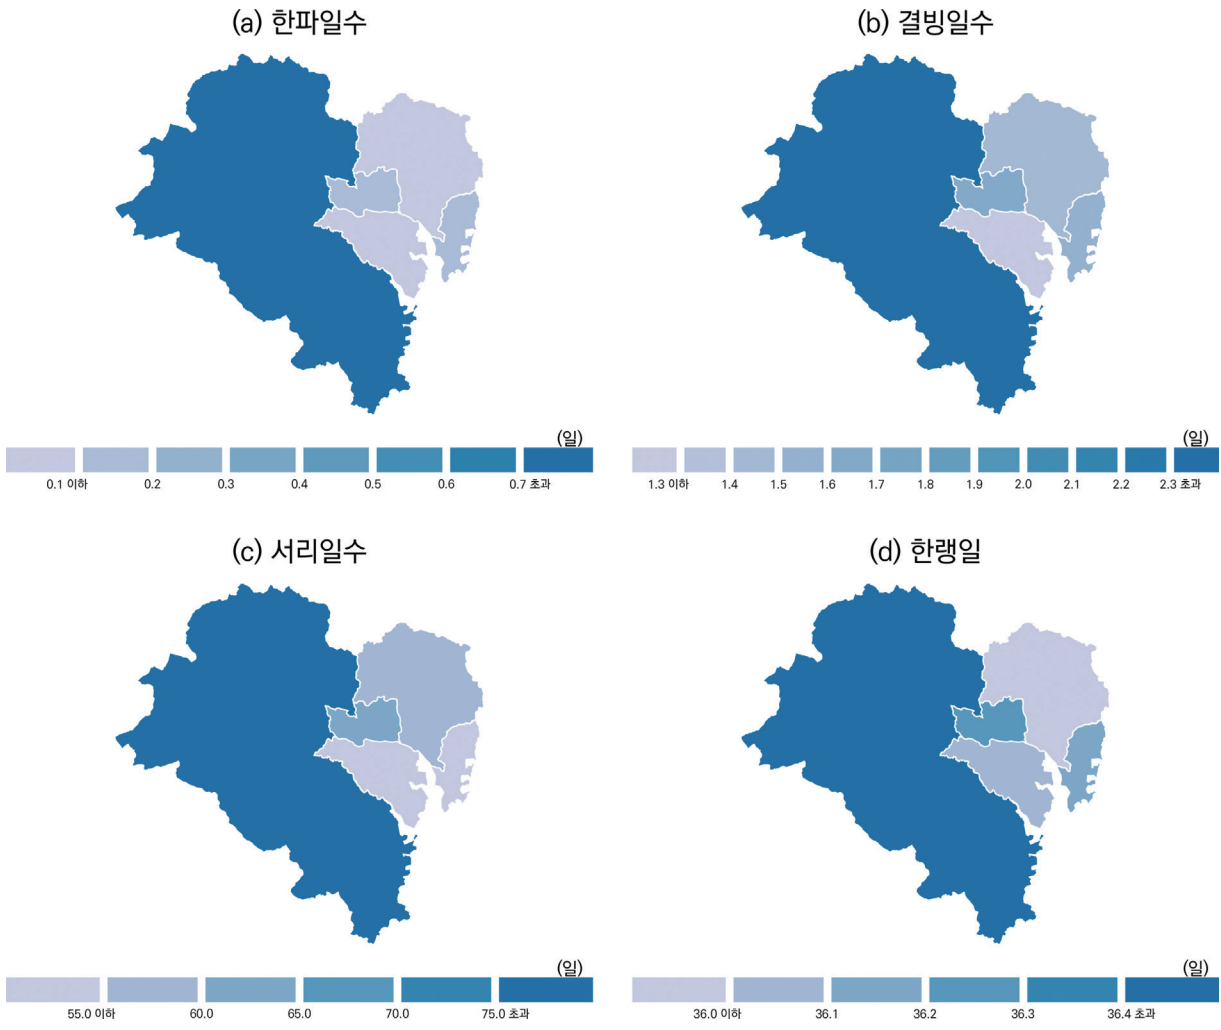 (a) 한파일수
(b) 결빙일수
(일)
0.1 이하 0.2 0.3 0.4 0.5 0.6 0.7 초과
(일)
1.3 이하 1.4 1.5 1.6 1.7 1.8 1.9 2.0 2.1 2.2 2.3 초과
(c) 서리일수
(d) 한랭일
(일)
55.0 이하 60.0 65.0 70.0 75.0 초과
(일)
36.0 이하 36.1 36.2 36.3 36.4 초과